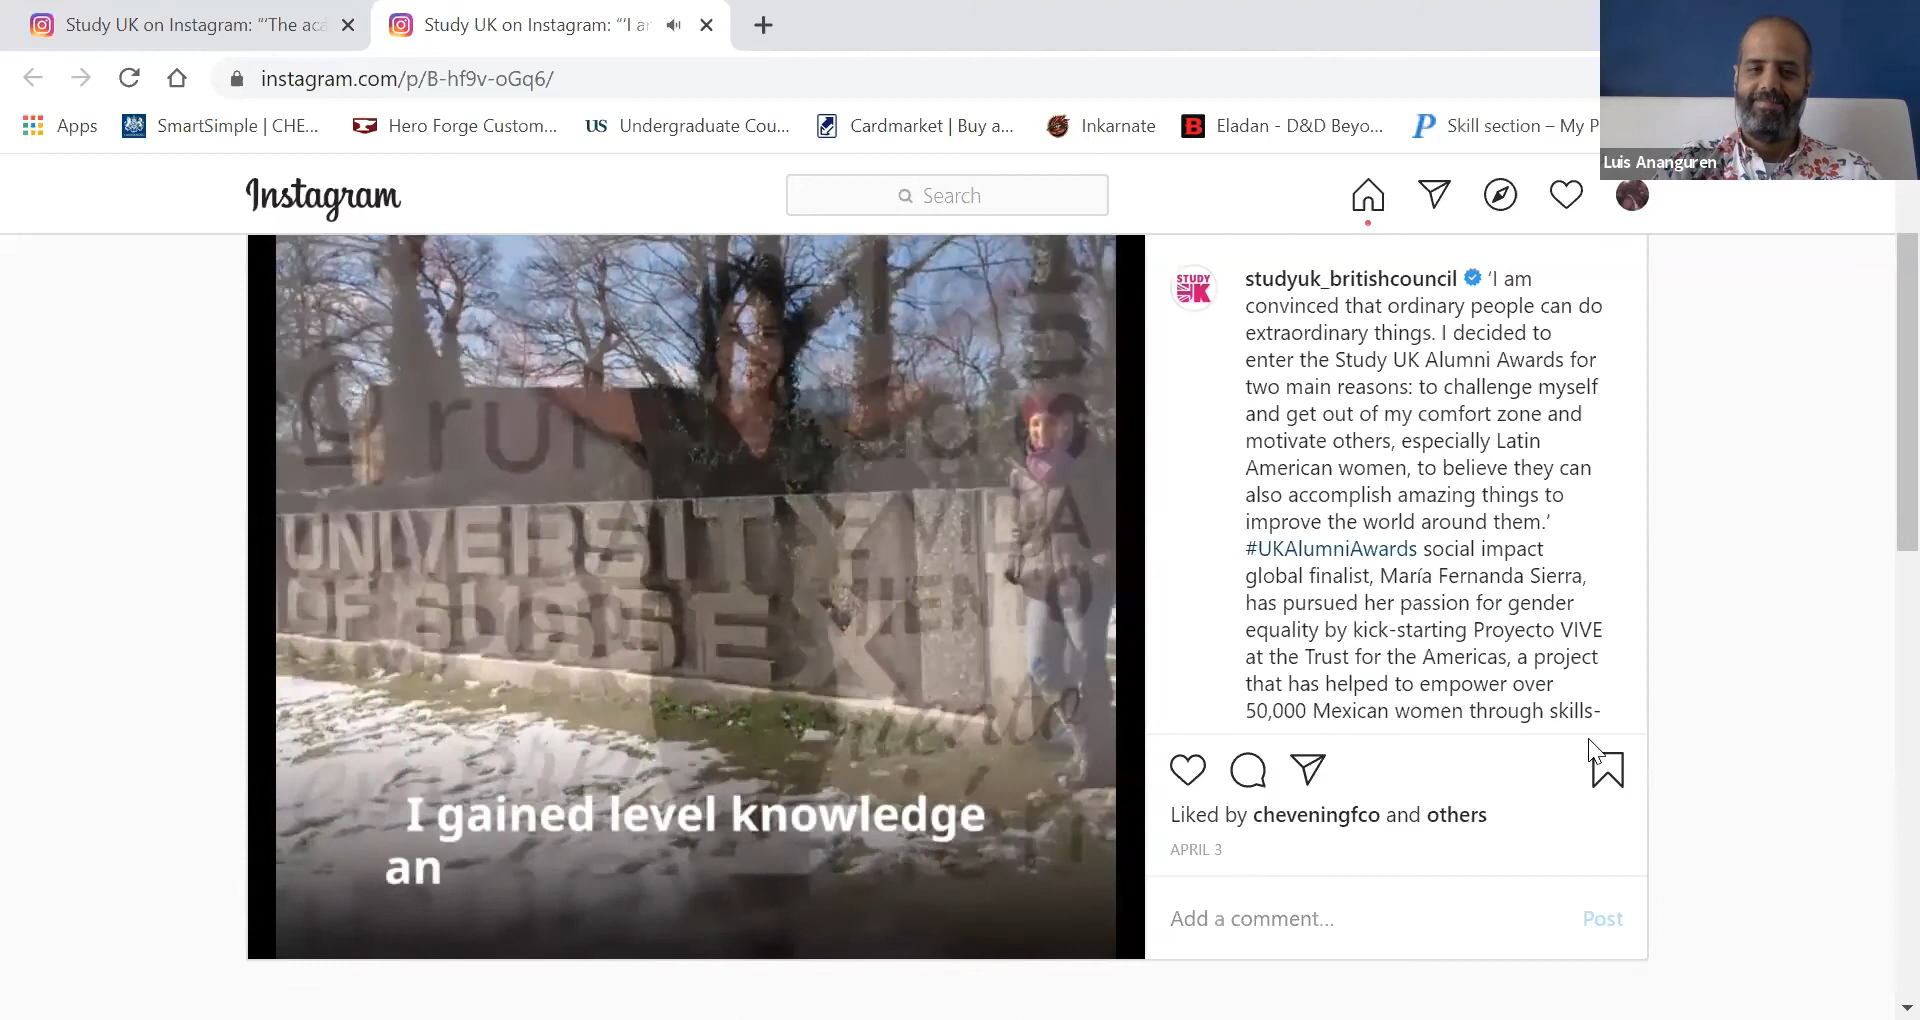 Study UK on Instagram: “‘The aca
Study UK on Instagram: “‘I ar
instagram.com/p/B-hf9v-oGq6/
Apps
SmartSimple | CHE...
Hero Forge Custom...
US
Undergraduate Cou...
Cardmarket | Buy a...
Inkarnate
B
Eladan - D&D Beyo...
P
Skill section – My P
Luis Ananguren
Instagram
Search
UNIVERSITY
OF SUSSEX
I gained level knowledge
an
STUDY
UK
studyuk_britishcouncil ‘I am
convinced that ordinary people can do
extraordinary things. I decided to
enter the Study UK Alumni Awards for
two main reasons: to challenge myself
and get out of my comfort zone and
motivate others, especially Latin
American women, to believe they can
also accomplish amazing things to
improve the world around them.’
#UKAlumniAwards social impact
global finalist, María Fernanda Sierra,
has pursued her passion for gender
equality by kick-starting Proyecto VIVE
at the Trust for the Americas, a project
that has helped to empower over
50,000 Mexican women through skills-
Liked by cheveningfco and others
APRIL 3
Add a comment...
Post